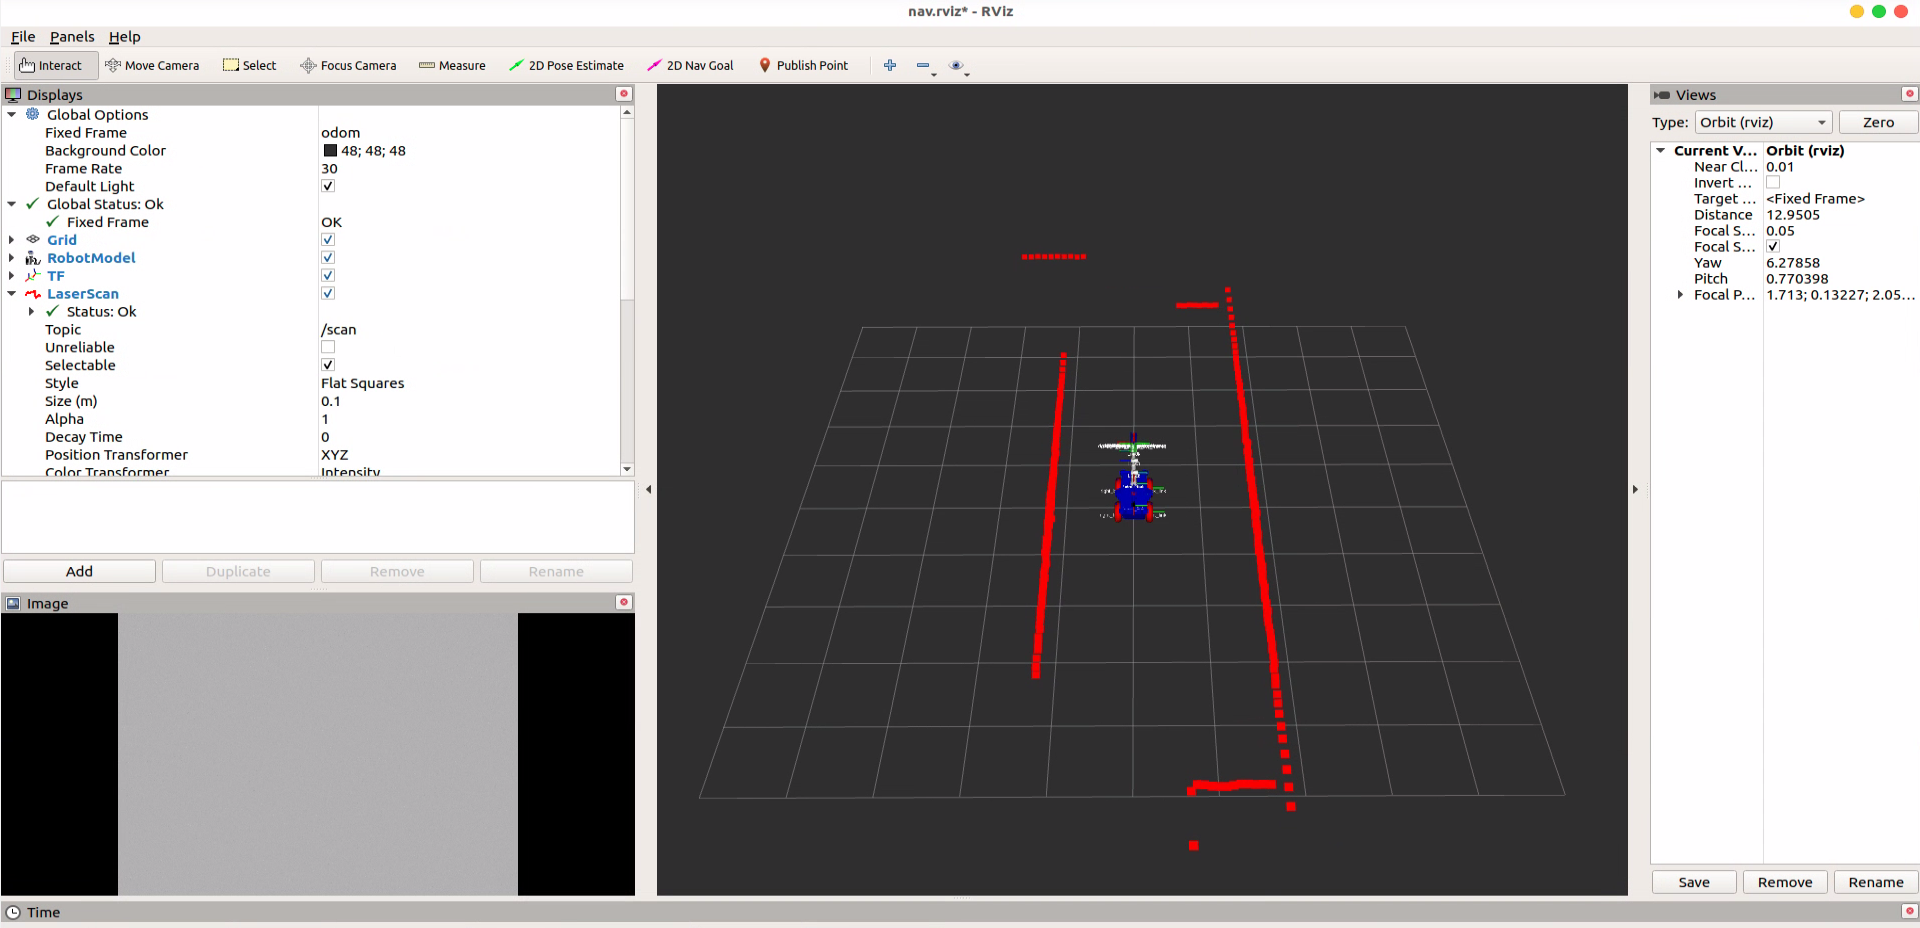 nav.rviz* - RViz
File Panels Help
Interact Move Camera Select Focus Camera Measure 2D Pose Estimate 2D Nav Goal Publish Point
Displays
Global Options
Fixed Frame odom
Background Color 48; 48; 48
Frame Rate 30
Default Light
Global Status: Ok
Fixed Frame OK
Grid
RobotModel
TF
LaserScan
Status: Ok
Topic /scan
Unreliable
Selectable
Style Flat Squares
Size (m) 0.1
Alpha 1
Decay Time 0
Position Transformer XYZ
Color Transformer Intensity
Add Duplicate Remove Rename
Image
Views
Type: Orbit (rviz) Zero
Current V... Orbit (rviz)
Near Cl... 0.01
Invert ...
Target ... <Fixed Frame>
Distance 12.9505
Focal S... 0.05
Focal S...
Yaw 6.27858
Pitch 0.770398
Focal P... 1.713; 0.13227; 2.05...
Save Remove Rename
Time